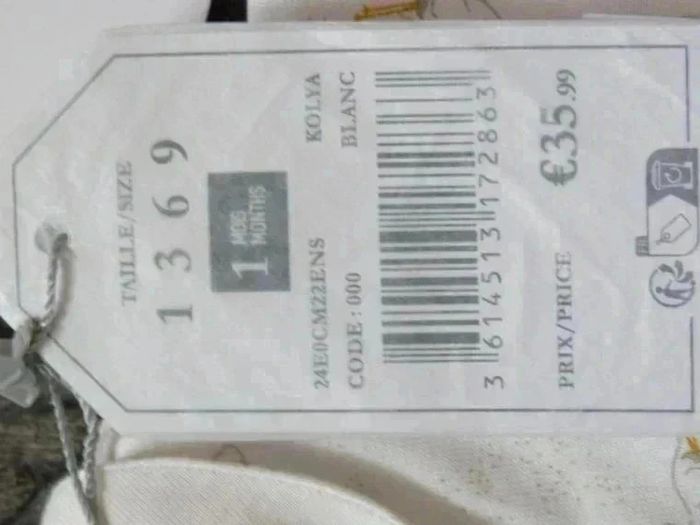 TAILLE/SIZE
1 3 6 9
1 MOIS
MONTHS
24E0CM22ENS KOLYA
CODE : 000 BLANC
3 614513 172863
PRIX/PRICE €35.99